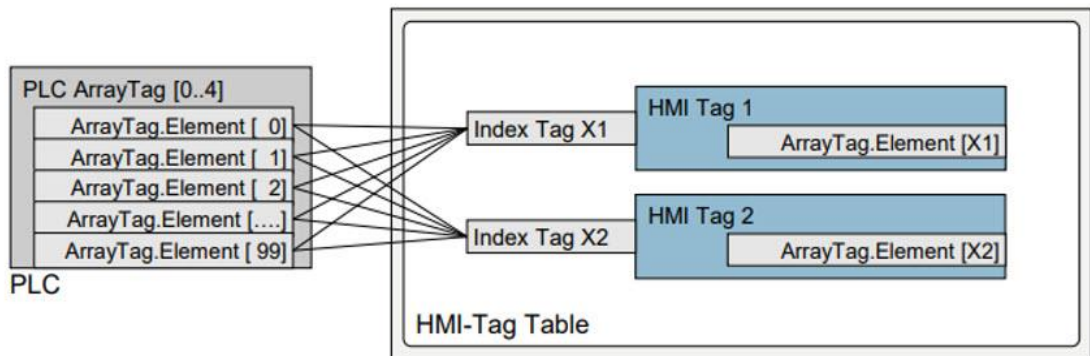 PLC ArrayTag [0..4]
ArrayTag.Element [ 0]
ArrayTag.Element [ 1]
ArrayTag.Element [ 2]
ArrayTag.Element [....]
ArrayTag.Element [ 99]
PLC
Index Tag X1
HMI Tag 1
ArrayTag.Element [X1]
Index Tag X2
HMI Tag 2
ArrayTag.Element [X2]
HMI-Tag Table